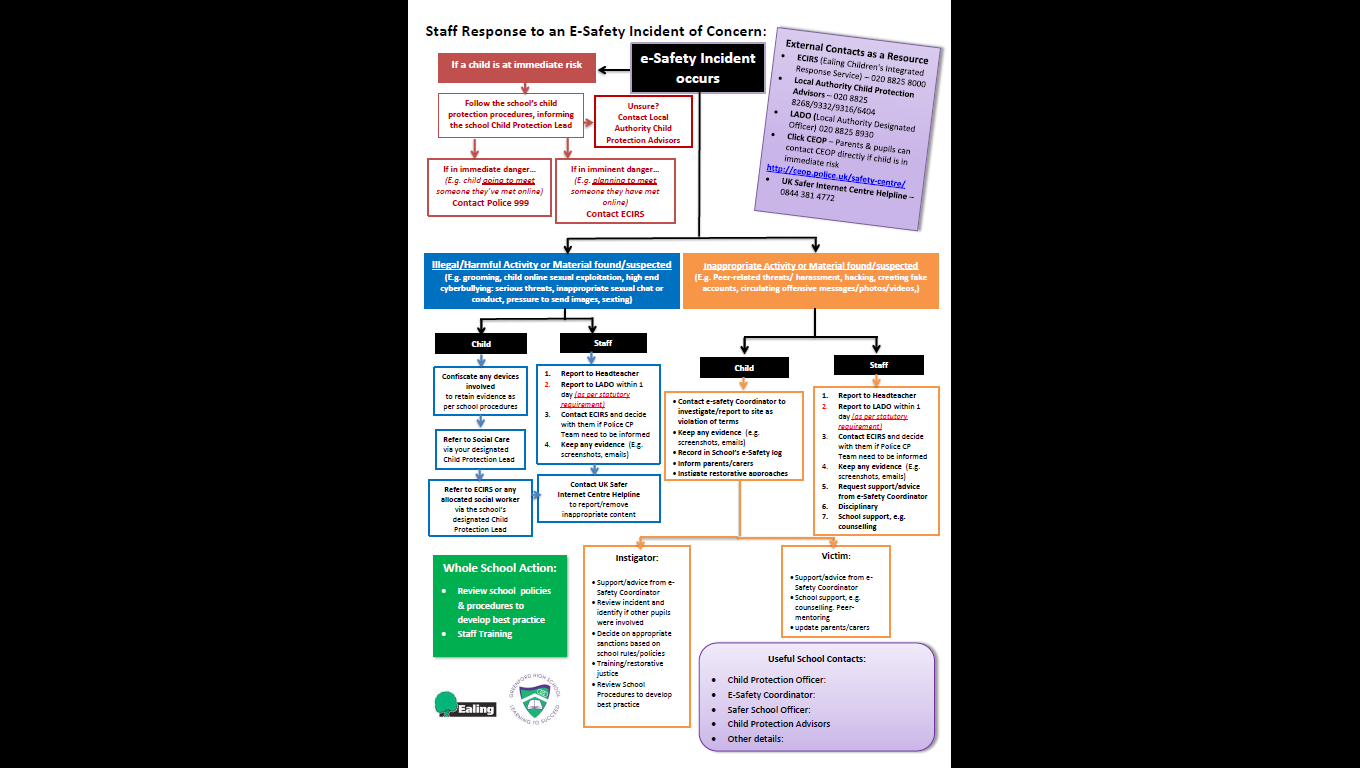 Staff Response to an E-Safety Incident of Concern:
e-Safety Incident
occurs
If a child is at immediate risk
Follow the school's child
protection procedures, informing
the school Child Protection Lead
Unsure?
Contact Local
Authority Child
Protection Advisors
If in immediate danger...
(E.g. child going to meet
someone they've met online)
Contact Police 999
If in imminent danger...
(E.g. planning to meet
someone they have met
online)
Contact ECIRS
External Contacts as a Resource
• ECIRS (Ealing Children's Integrated
Response Service) – 020 8825 8000
• Local Authority Child Protection
Advisors – 020 8825
8268/9332/9316/6404
• LADO (Local Authority Designated
Officer) 020 8825 8930
• Click CEOP – Parents & pupils can
contact CEOP directly if child is in
immediate risk
http://ceop.police.uk/safety-centre/
• UK Safer Internet Centre Helpline –
0844 381 4772
Illegal/Harmful Activity or Material found/suspected
(E.g. grooming, child online sexual exploitation, high end
cyberbullying: serious threats, inappropriate sexual chat or
conduct, pressure to send images, sexting)
Inappropriate Activity or Material found/suspected
(E.g. Peer-related threats/ harassment, hacking, creating fake
accounts, circulating offensive messages/photos/videos,)
Child
Confiscate any devices
involved
to retain evidence as
per school procedures
Refer to Social Care
via your designated
Child Protection Lead
Refer to ECIRS or any
allocated social worker
via the school's
designated Child
Protection Lead
Staff
1. Report to Headteacher
2. Report to LADO within 1
day (as per statutory
requirement)
3. Contact ECIRS and decide
with them if Police CP
Team need to be informed
4. Keep any evidence (E.g.
screenshots, emails)
Contact UK Safer
Internet Centre Helpline
to report/remove
inappropriate content
Child
• Contact e-safety Coordinator to
investigate/report to site as
violation of terms
• Keep any evidence (e.g.
screenshots, emails)
• Record in School's e-Safety log
• Inform parents/carers
• Instigate restorative approaches
Staff
1. Report to Headteacher
2. Report to LADO within 1
day (as per statutory
requirement)
3. Contact ECIRS and decide
with them if Police CP
Team need to be informed
4. Keep any evidence (E.g.
screenshots, emails)
5. Request support/advice
from e-Safety Coordinator
6. Disciplinary
7. School support, e.g.
counselling
Instigator:
• Support/advice from e-
Safety Coordinator
• Review incident and
identify if other pupils
were involved
• Decide on appropriate
sanctions based on
school rules/policies
• Training/restorative
justice
• Review School
Procedures to develop
best practice
Victim:
• Support/advice from e-
Safety Coordinator
• School support, e.g.
counselling. Peer-
mentoring
• update parents/carers
Whole School Action:
• Review school policies
& procedures to
develop best practice
• Staff Training
Useful School Contacts:
• Child Protection Officer:
• E-Safety Coordinator:
• Safer School Officer:
• Child Protection Advisors
• Other details:
Ealing
GREENFORD HIGH SCHOOL
LEARNING TO SUCCEED